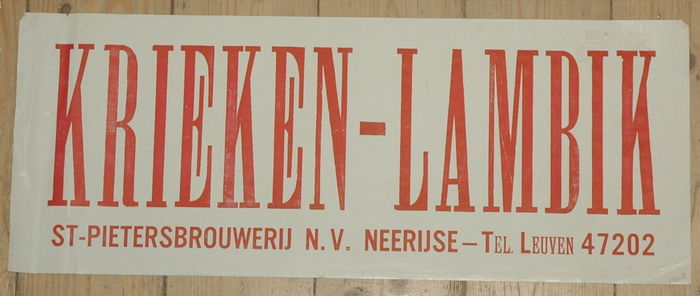 KRIEKEN-LAMBIK
ST-PIETERSBROUWERIJ N.V. NEERIJSE – TEL. LEUVEN 47202